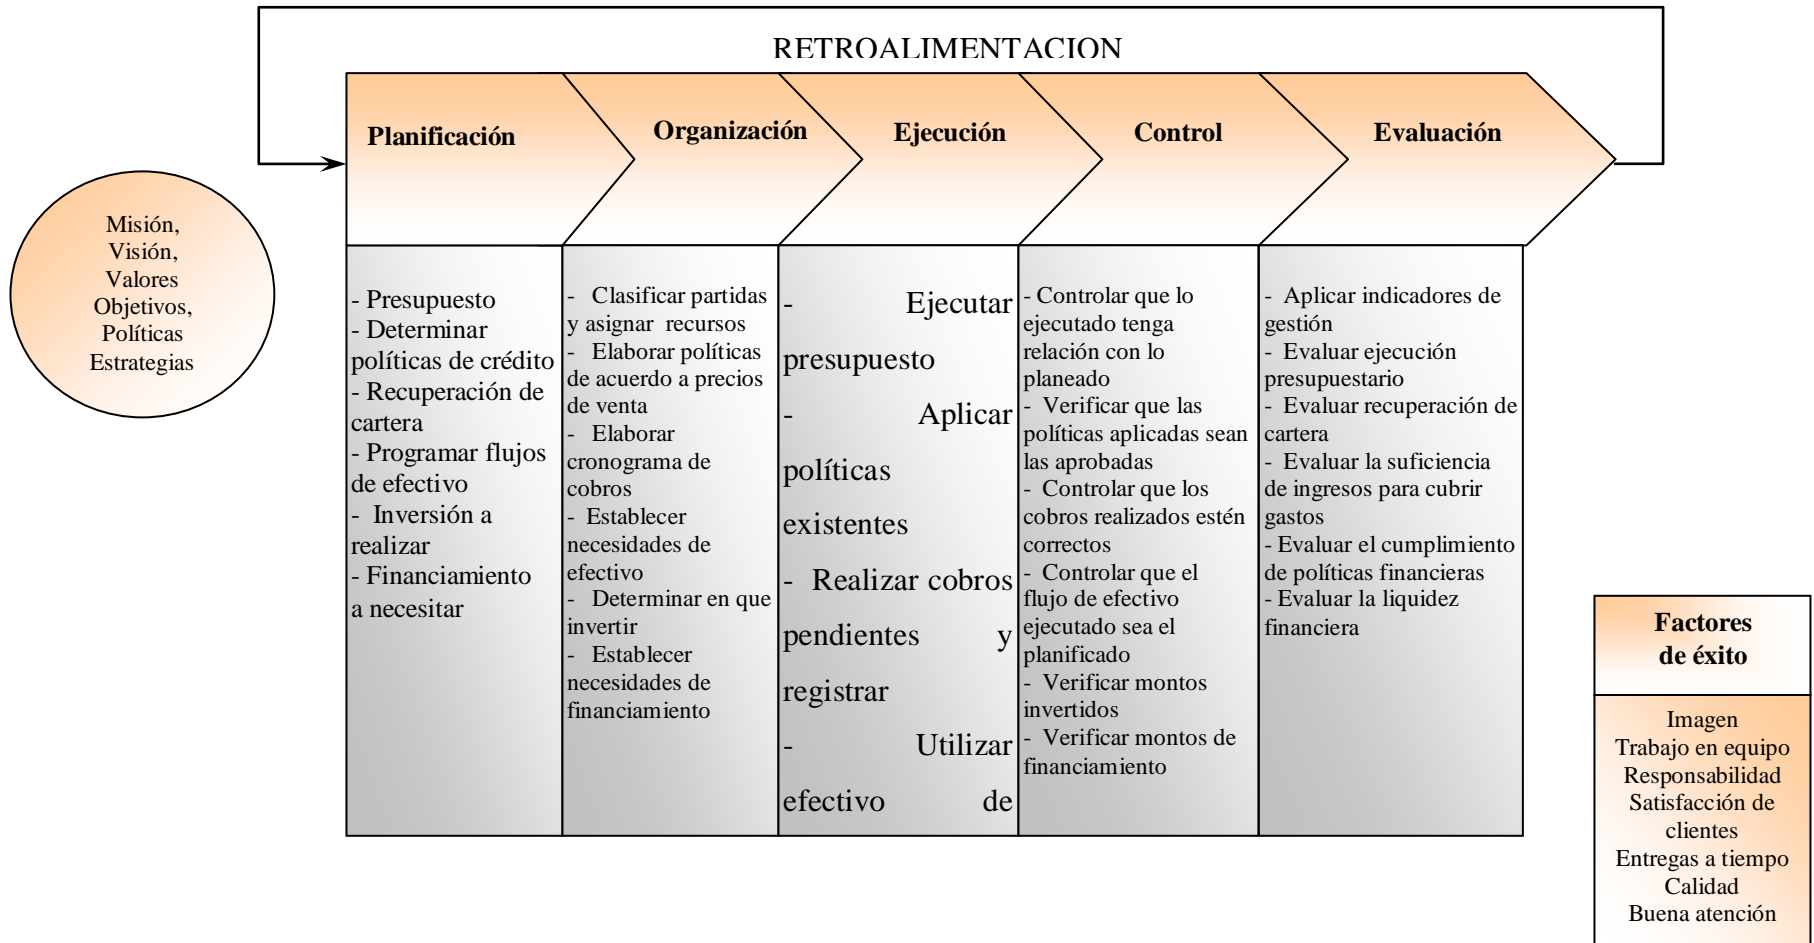 RETROALIMENTACION
Planificación
Organización
Ejecución
Control
Evaluación
Misión,
Visión,
Valores
Objetivos,
Políticas
Estrategias
- Presupuesto
- Determinar
políticas de crédito
- Recuperación de
cartera
- Programar flujos
de efectivo
- Inversión a
realizar
- Financiamiento
a necesitar
- Clasificar partidas
y asignar recursos
- Elaborar políticas
de acuerdo a precios
de venta
- Elaborar
cronograma de
cobros
- Establecer
necesidades de
efectivo
- Determinar en que
invertir
- Establecer
necesidades de
financiamiento
- Ejecutar
presupuesto
- Aplicar
políticas
existentes
- Realizar cobros
pendientes y
registrar
- Utilizar
efectivo de
- Controlar que lo
ejecutado tenga
relación con lo
planeado
- Verificar que las
políticas aplicadas sean
las aprobadas
- Controlar que los
cobros realizados estén
correctos
- Controlar que el
flujo de efectivo
ejecutado sea el
planificado
- Verificar montos
invertidos
- Verificar montos de
financiamiento
- Aplicar indicadores de
gestión
- Evaluar ejecución
presupuestario
- Evaluar recuperación de
cartera
- Evaluar la suficiencia
de ingresos para cubrir
gastos
- Evaluar el cumplimiento
de políticas financieras
- Evaluar la liquidez
financiera
Factores
de éxito
Imagen
Trabajo en equipo
Responsabilidad
Satisfacción de
clientes
Entregas a tiempo
Calidad
Buena atención